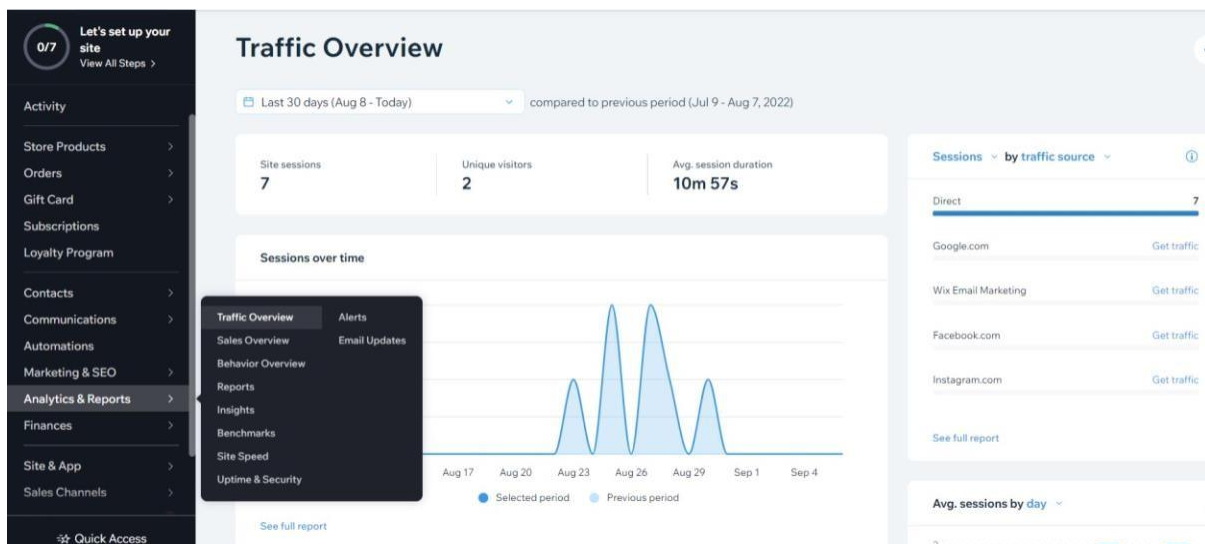 0/7
Let's set up your
site
View All Steps >
Activity
Store Products
Orders
Gift Card
Subscriptions
Loyalty Program
Contacts
Communications
Automations
Marketing & SEO
Analytics & Reports
Finances
Site & App
Sales Channels
Quick Access
Traffic Overview
Sales Overview
Behavior Overview
Reports
Insights
Benchmarks
Site Speed
Uptime & Security
Alerts
Email Updates
Traffic Overview
Last 30 days (Aug 8 - Today) compared to previous period (Jul 9 - Aug 7, 2022)
Site sessions
7
Unique visitors
2
Avg. session duration
10m 57s
Sessions over time
Aug 17 Aug 20 Aug 23 Aug 26 Aug 29 Sep 1 Sep 4
Selected period Previous period
See full report
Sessions by traffic source
Direct 7
Google.com Get traffic
Wix Email Marketing Get traffic
Facebook.com Get traffic
Instagram.com Get traffic
See full report
Avg. sessions by day